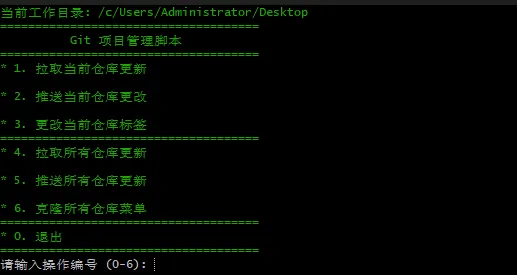 当前工作目录: /c/Users/Administrator/Desktop
=====================================
Git 项目管理脚本
=====================================
* 1. 拉取当前仓库更新
* 2. 推送当前仓库更改
* 3. 更改当前仓库标签
=====================================
* 4. 拉取所有仓库更新
* 5. 推送所有仓库更新
* 6. 克隆所有仓库菜单
=====================================
* 0. 退出
=====================================
请输入操作编号 (0-6):